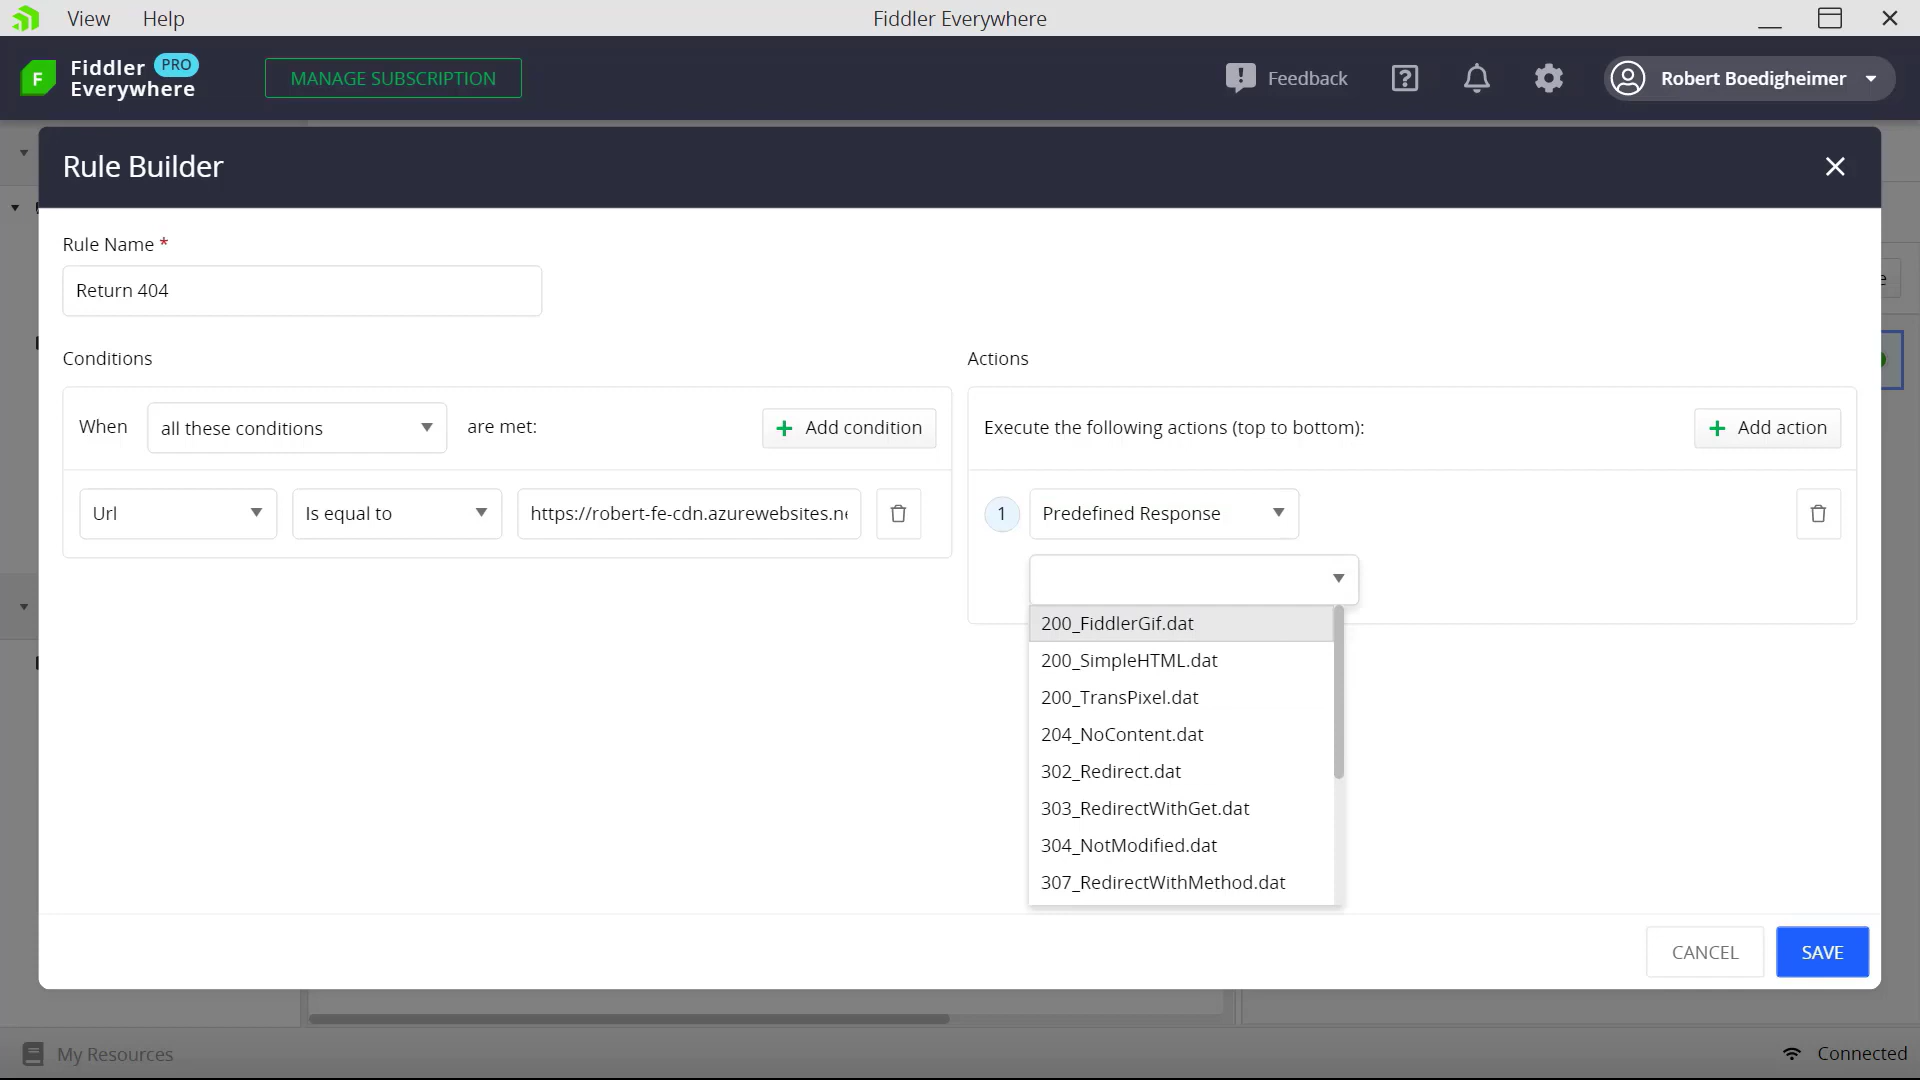 View Help Fiddler Everywhere
Fiddler PRO
Everywhere
F
MANAGE SUBSCRIPTION
Feedback
Robert Boedigheimer
Rule Builder
Rule Name *
Return 404
Conditions
Actions
When all these conditions are met: + Add condition
Execute the following actions (top to bottom): + Add action
Url Is equal to https://robert-fe-cdn.azurewebsites.ne
1 Predefined Response
200_FiddlerGif.dat
200_SimpleHTML.dat
200_TransPixel.dat
204_NoContent.dat
302_Redirect.dat
303_RedirectWithGet.dat
304_NotModified.dat
307_RedirectWithMethod.dat
CANCEL SAVE
My Resources
Connected